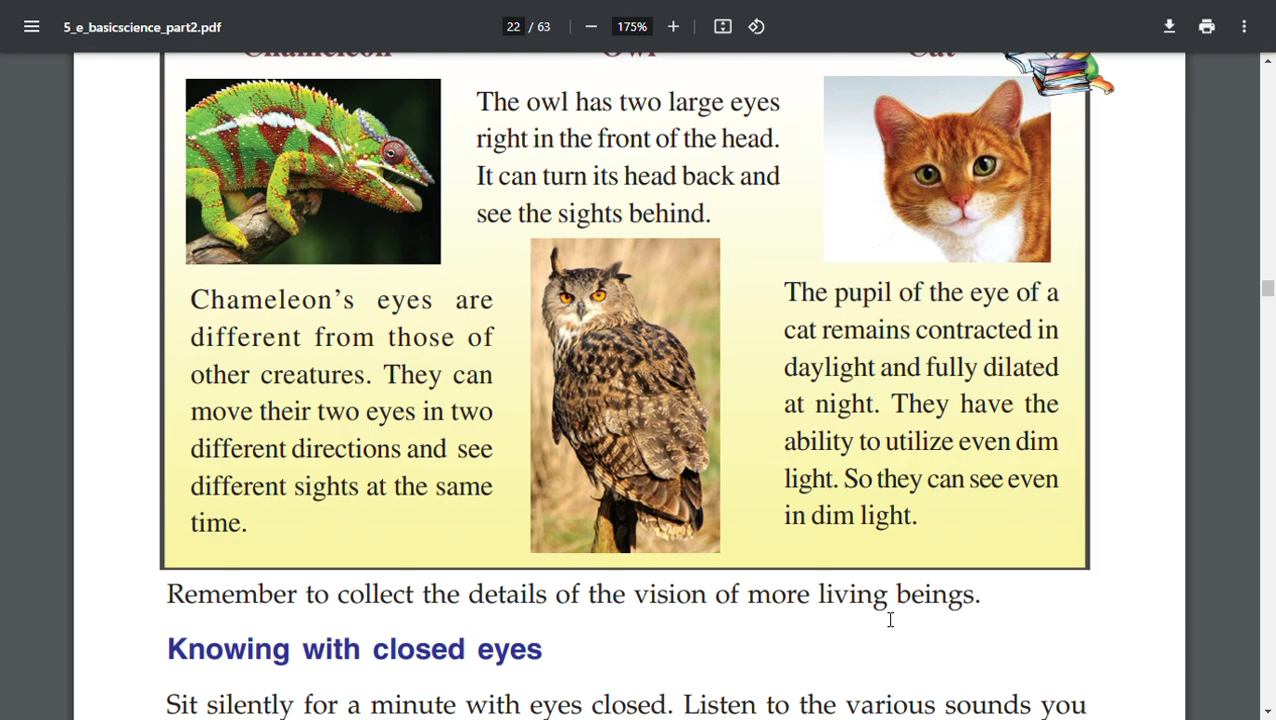 5_e_basicscience_part2.pdf
22 / 63
175%
Chameleon
Owl
Cat
The owl has two large eyes
right in the front of the head.
It can turn its head back and
see the sights behind.
Chameleon's eyes are
different from those of
other creatures. They can
move their two eyes in two
different directions and see
different sights at the same
time.
The pupil of the eye of a
cat remains contracted in
daylight and fully dilated
at night. They have the
ability to utilize even dim
light. So they can see even
in dim light.
Remember to collect the details of the vision of more living beings.
Knowing with closed eyes
Sit silently for a minute with eyes closed. Listen to the various sounds you